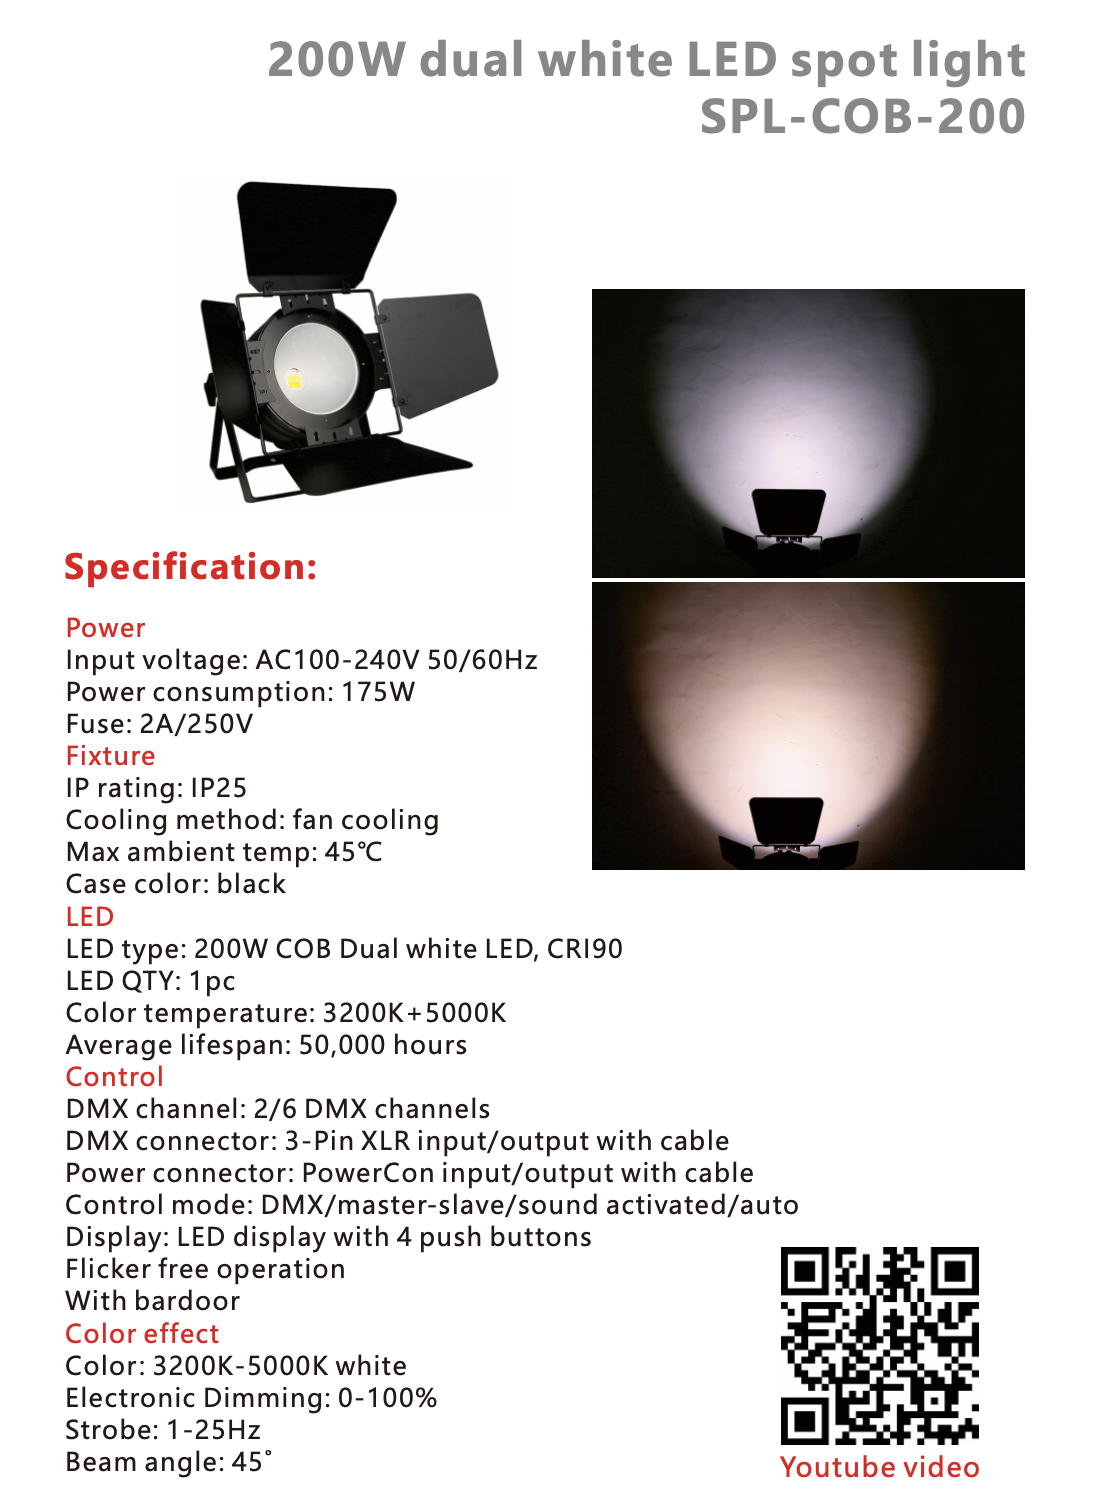 200W dual white LED spot light
SPL-COB-200
Specification:
Power
Input voltage: AC100-240V 50/60Hz
Power consumption: 175W
Fuse: 2A/250V
Fixture
IP rating: IP25
Cooling method: fan cooling
Max ambient temp: 45℃
Case color: black
LED
LED type: 200W COB Dual white LED, CRI90
LED QTY: 1pc
Color temperature: 3200K+5000K
Average lifespan: 50,000 hours
Control
DMX channel: 2/6 DMX channels
DMX connector: 3-Pin XLR input/output with cable
Power connector: PowerCon input/output with cable
Control mode: DMX/master-slave/sound activated/auto
Display: LED display with 4 push buttons
Flicker free operation
With bardoor
Color effect
Color: 3200K-5000K white
Electronic Dimming: 0-100%
Strobe: 1-25Hz
Beam angle: 45°
Youtube video